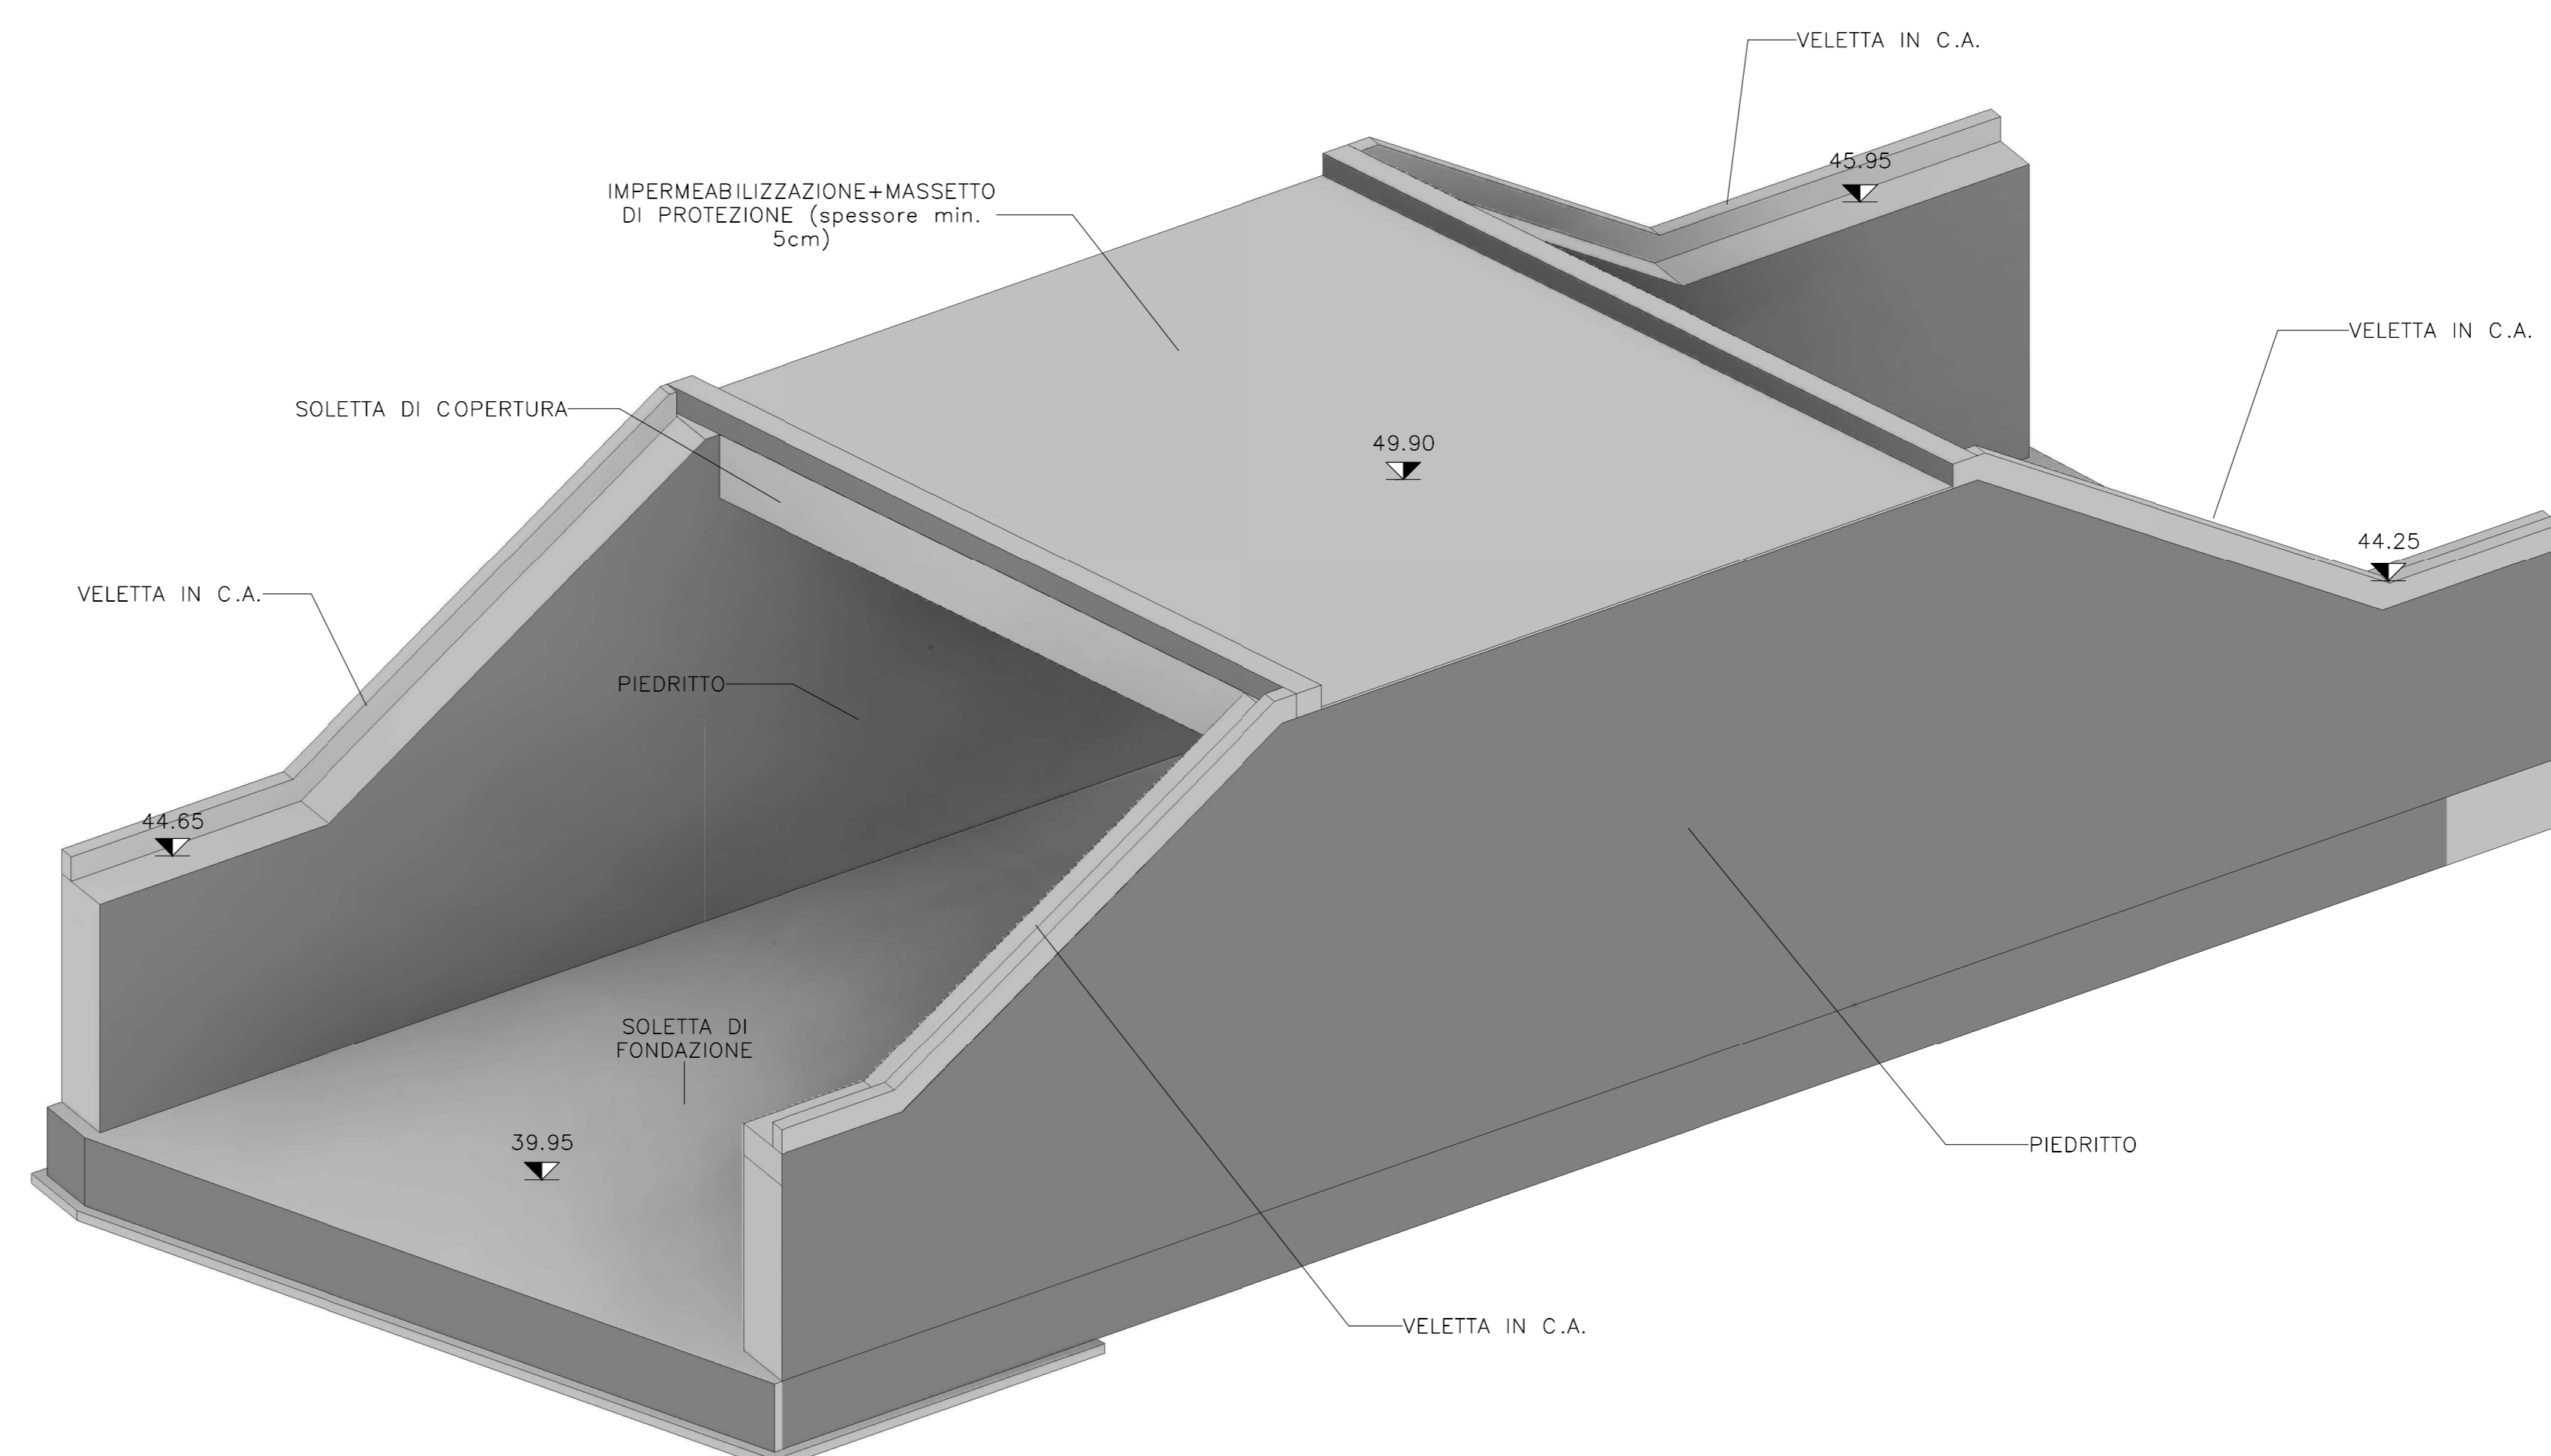 VELETTA IN C.A.
45.95
IMPERMEABILIZZAZIONE+MASSETTO
DI PROTEZIONE (spessore min.
5cm)
VELETTA IN C.A.
SOLETTA DI COPERTURA
49.90
44.25
VELETTA IN C.A.
PIEDRITTO
44.65
SOLETTA DI
FONDAZIONE
39.95
PIEDRITTO
VELETTA IN C.A.